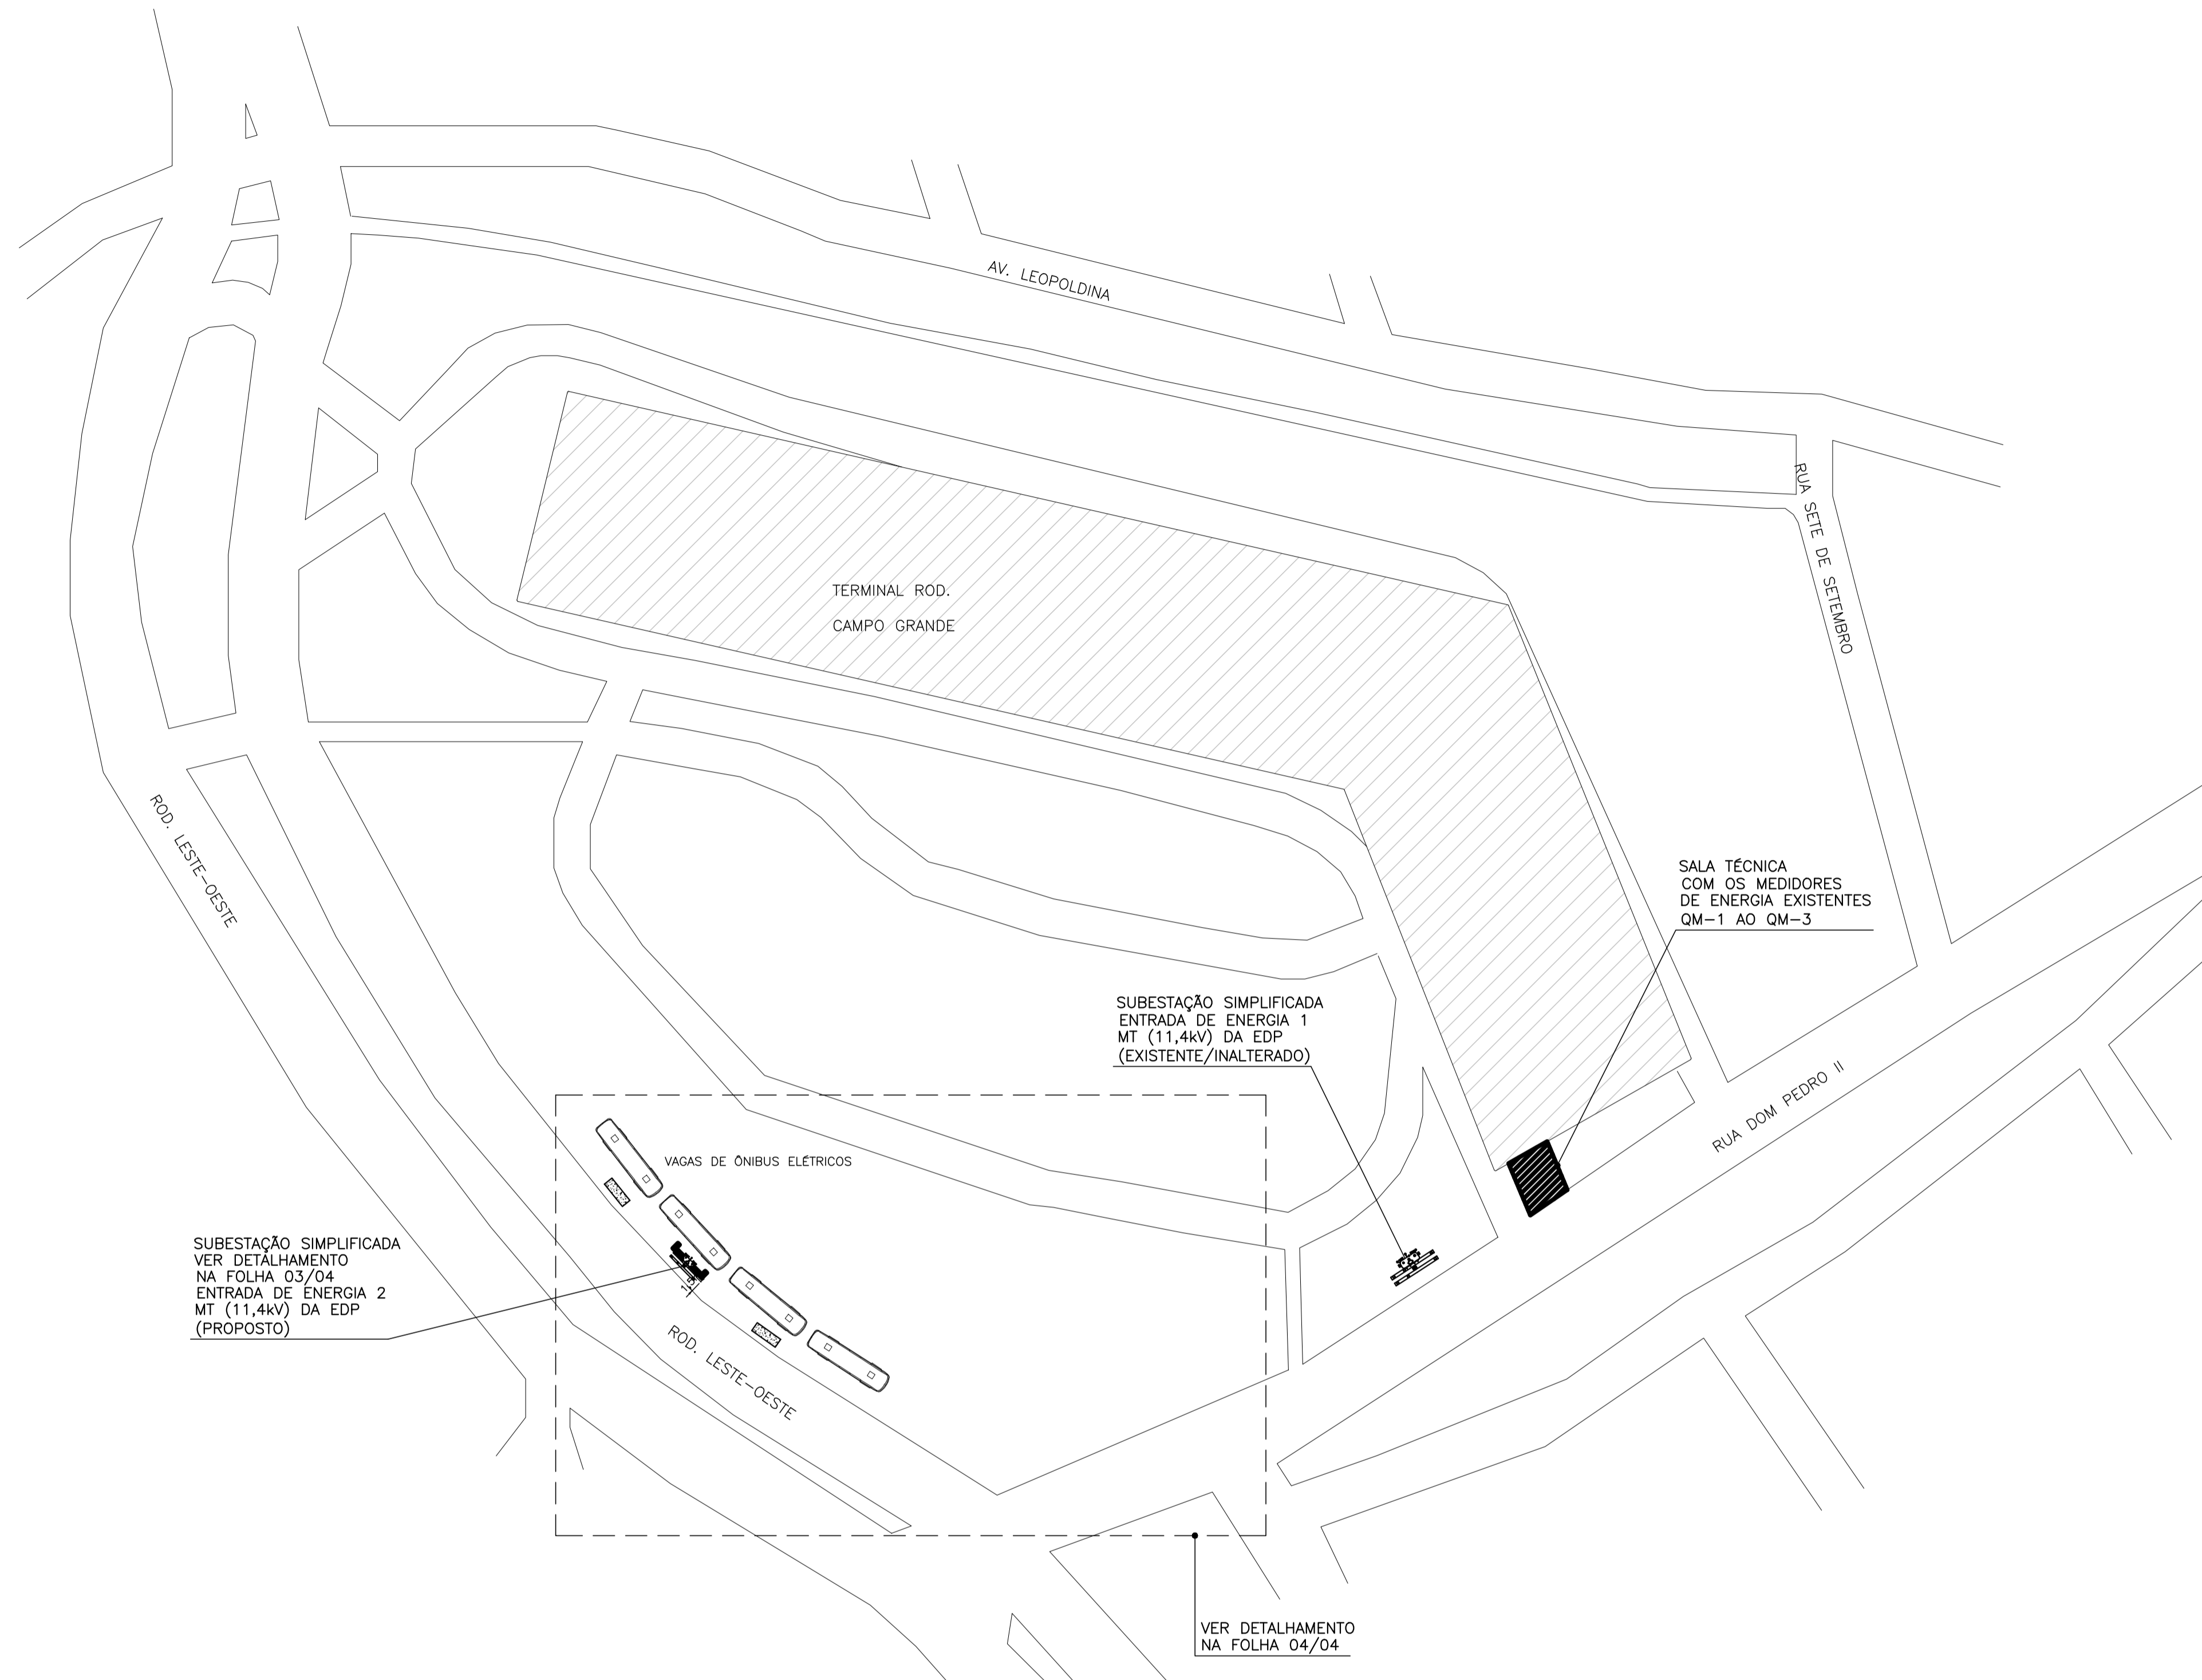 AV. LEOPOLDINA
RUA SETE DE SETEMBRO
TERMINAL ROD.
CAMPO GRANDE
ROD. LESTE-OESTE
SALA TÉCNICA
COM OS MEDIDORES
DE ENERGIA EXISTENTES
QM-1 AO QM-3
SUBESTAÇÃO SIMPLIFICADA
ENTRADA DE ENERGIA 1
MT (11,4kV) DA EDP
(EXISTENTE/INALTERADO)
RUA DOM PEDRO II
VAGAS DE ÔNIBUS ELÉTRICOS
SUBESTAÇÃO SIMPLIFICADA
VER DETALHAMENTO
NA FOLHA 03/04
ENTRADA DE ENERGIA 2
MT (11,4kV) DA EDP
(PROPOSTO)
ROD. LESTE-OESTE
VER DETALHAMENTO
NA FOLHA 04/04